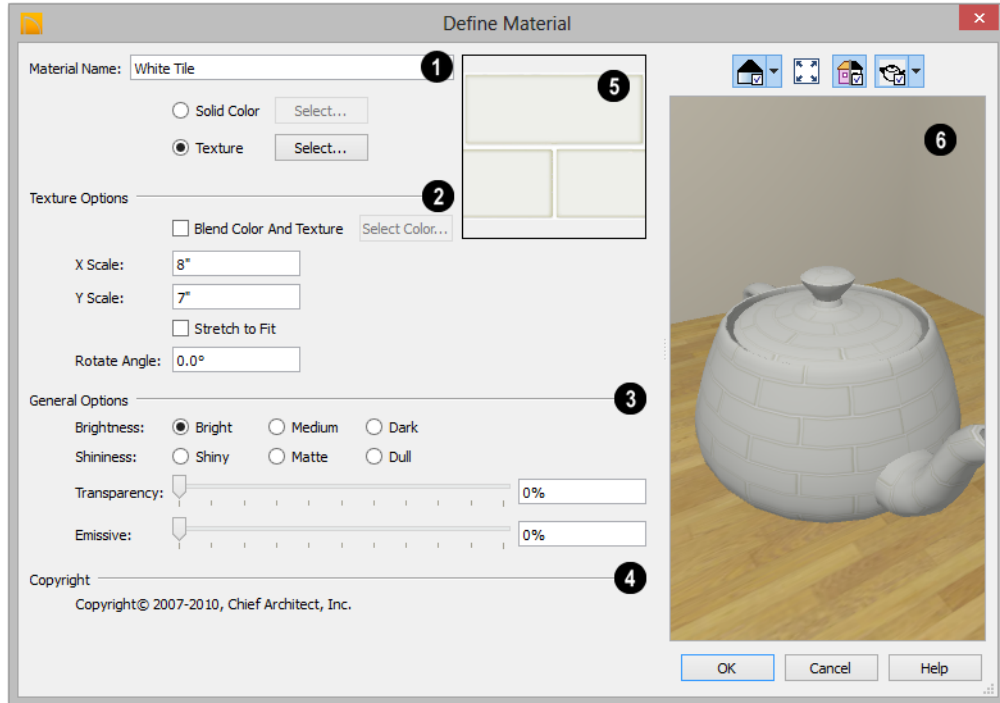 Define Material
Material Name: White Tile 1
Solid Color Select...
Texture Select...
5
6
Texture Options 2
Blend Color And Texture Select Color...
X Scale: 8"
Y Scale: 7"
Stretch to Fit
Rotate Angle: 0.0°
General Options 3
Brightness: Bright Medium Dark
Shininess: Shiny Matte Dull
Transparency: 0%
Emissive: 0%
Copyright 4
Copyright© 2007-2010, Chief Architect, Inc.
OK Cancel Help